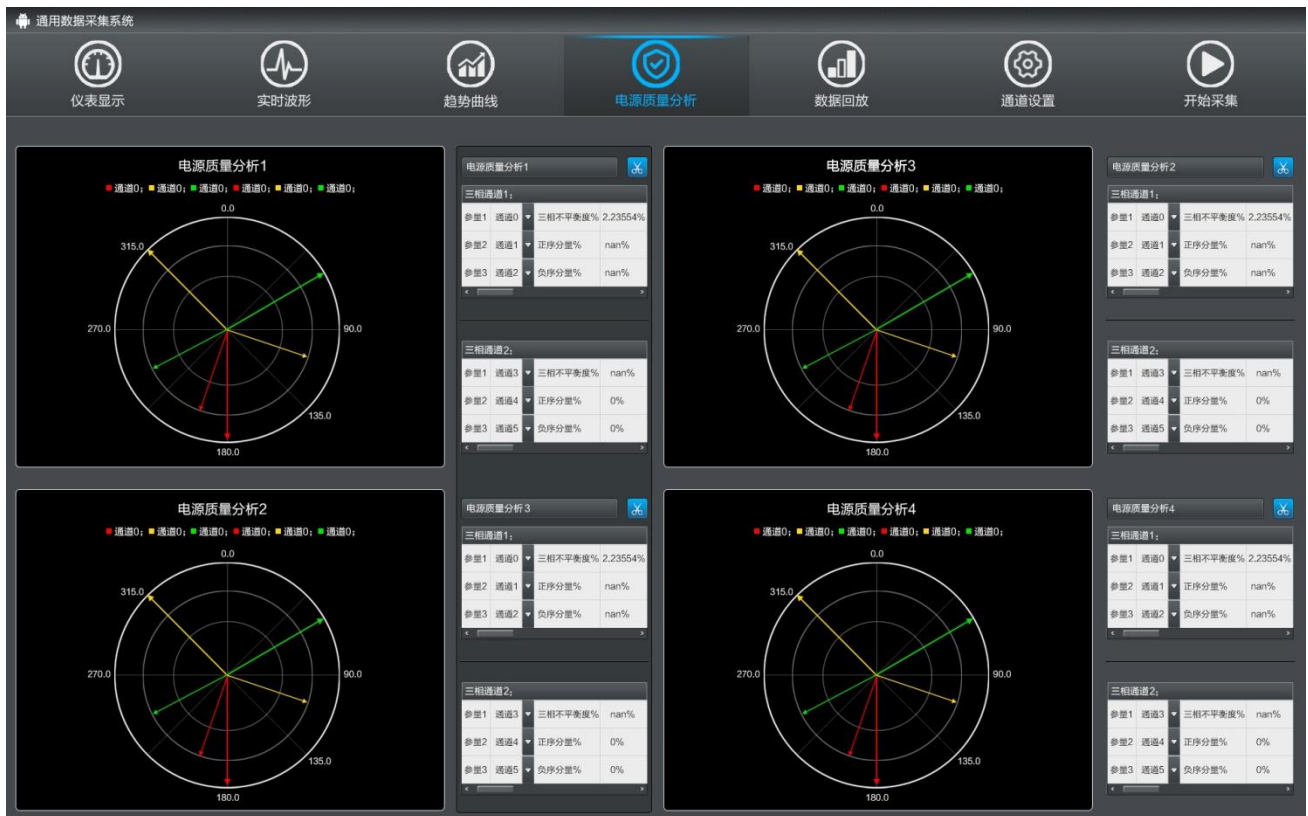 通用数据采集系统
仪表显示 实时波形 趋势曲线 电源质量分析 数据回放 通道设置 开始采集
电源质量分析1
通道0; 通道0; 通道0; 通道0; 通道0; 通道0;
0.0
315.0
270.0
90.0
135.0
180.0
电源质量分析1
三相通道1:
参量1 通道0 三相不平衡度% 2.23554%
参量2 通道1 正序分量% nan%
参量3 通道2 负序分量% nan%
三相通道2:
参量1 通道3 三相不平衡度% nan%
参量2 通道4 正序分量% 0%
参量3 通道5 负序分量% 0%
电源质量分析3
通道0; 通道0; 通道0; 通道0; 通道0; 通道0;
0.0
315.0
270.0
90.0
135.0
180.0
电源质量分析2
三相通道1:
参量1 通道0 三相不平衡度% 2.23554%
参量2 通道1 正序分量% nan%
参量3 通道2 负序分量% nan%
三相通道2:
参量1 通道3 三相不平衡度% nan%
参量2 通道4 正序分量% 0%
参量3 通道5 负序分量% 0%
电源质量分析2
通道0; 通道0; 通道0; 通道0; 通道0; 通道0;
0.0
315.0
270.0
90.0
135.0
180.0
电源质量分析3
三相通道1:
参量1 通道0 三相不平衡度% 2.23554%
参量2 通道1 正序分量% nan%
参量3 通道2 负序分量% nan%
三相通道2:
参量1 通道3 三相不平衡度% nan%
参量2 通道4 正序分量% 0%
参量3 通道5 负序分量% 0%
电源质量分析4
通道0; 通道0; 通道0; 通道0; 通道0; 通道0;
0.0
315.0
270.0
90.0
135.0
180.0
电源质量分析4
三相通道1:
参量1 通道0 三相不平衡度% 2.23554%
参量2 通道1 正序分量% nan%
参量3 通道2 负序分量% nan%
三相通道2:
参量1 通道3 三相不平衡度% nan%
参量2 通道4 正序分量% 0%
参量3 通道5 负序分量% 0%